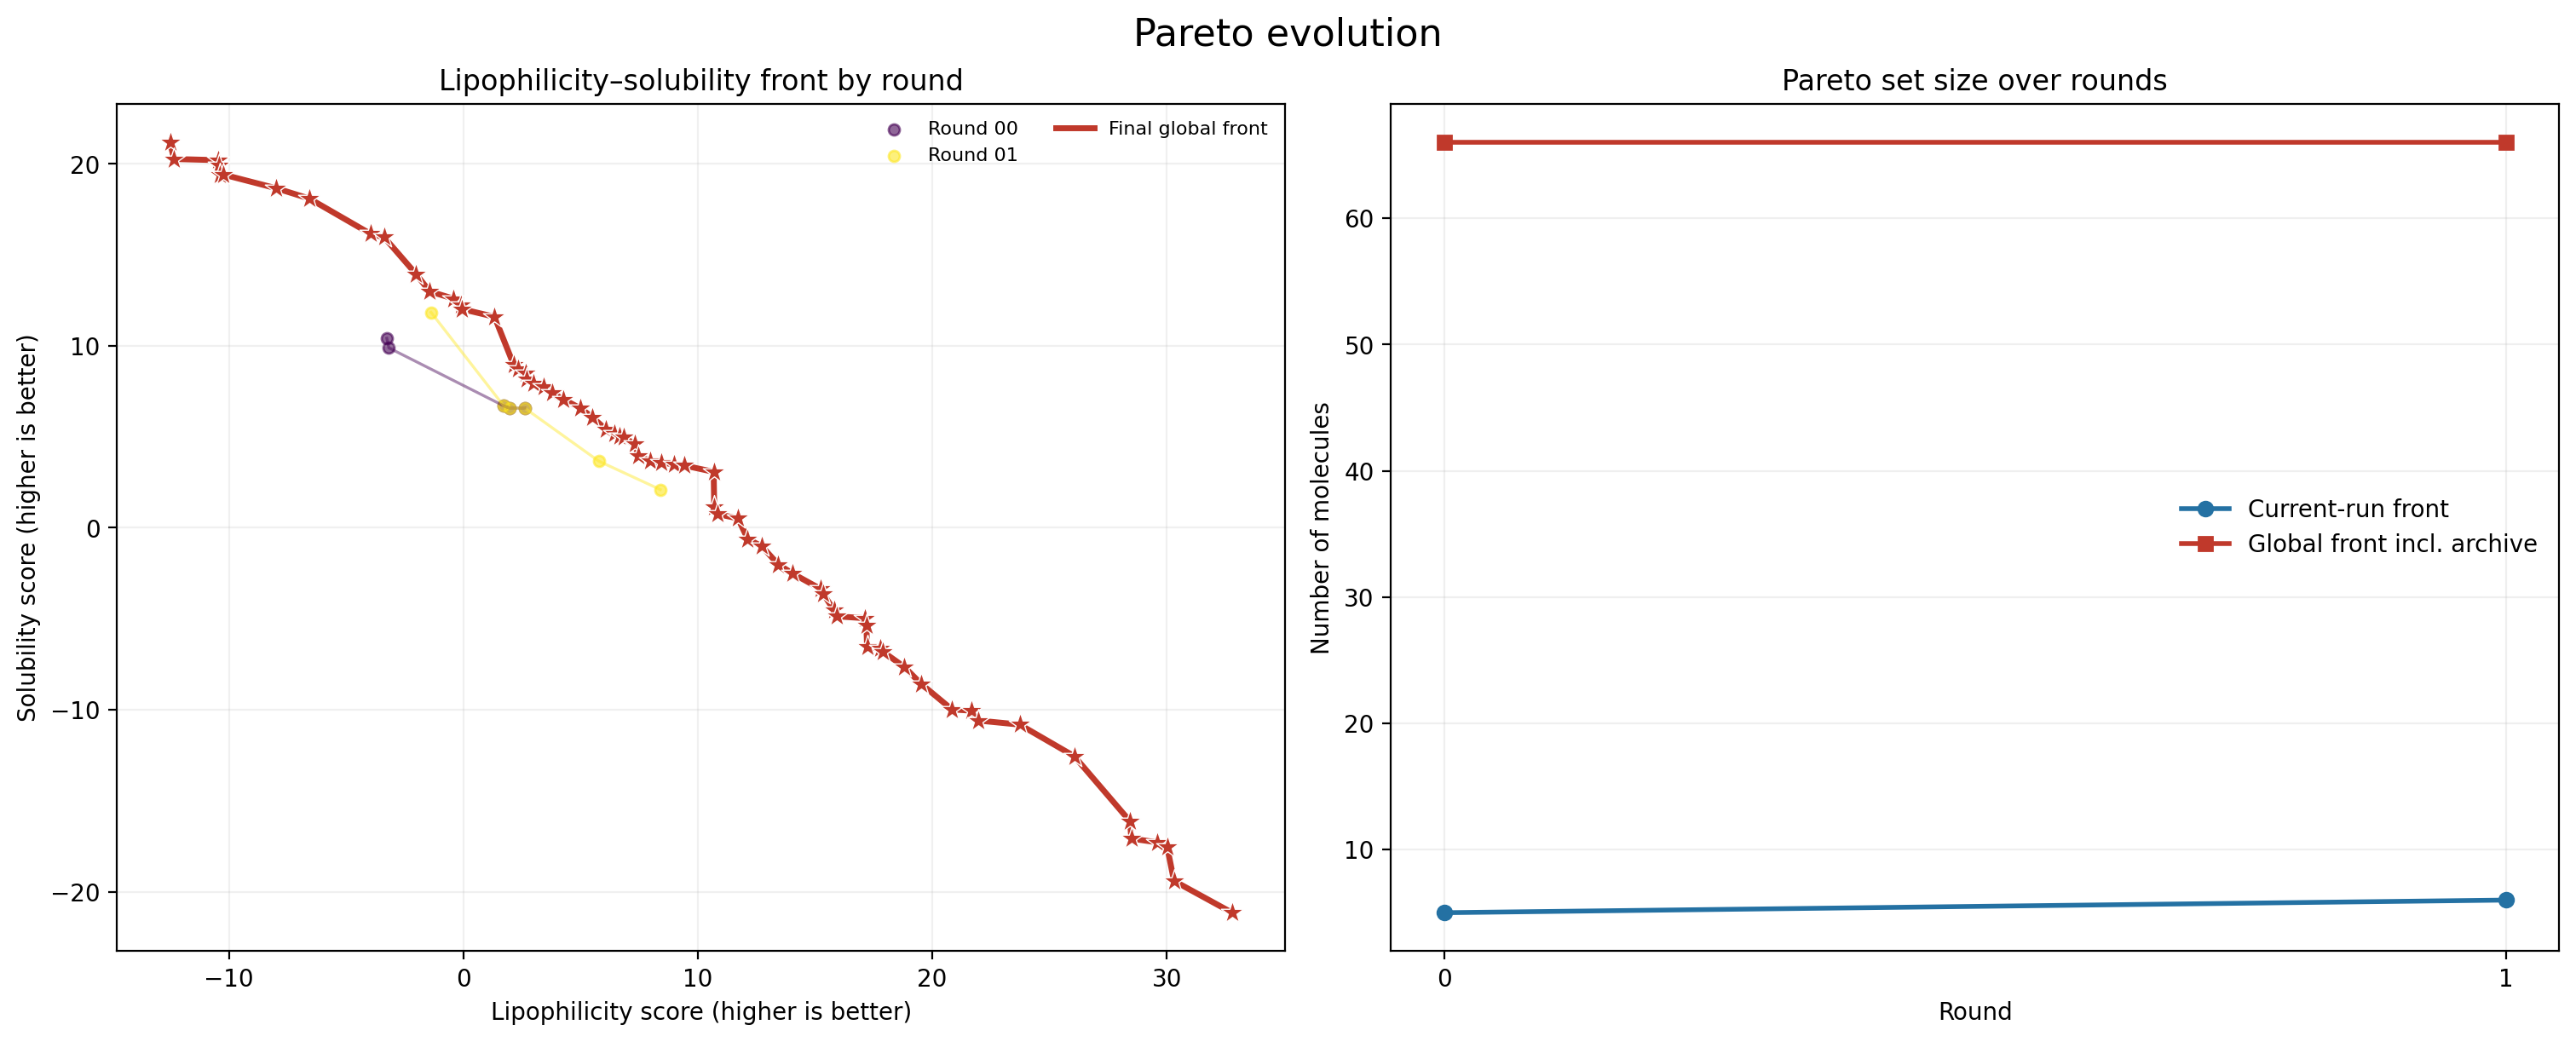 Pareto evolution
Lipophilicity–solubility front by round
Round 00
Round 01
Final global front
20
10
0
−10
−20
Solubility score (higher is better)
−10
0
10
20
30
Lipophilicity score (higher is better)
Pareto set size over rounds
60
50
40
30
20
10
Number of molecules
Current-run front
Global front incl. archive
0
1
Round